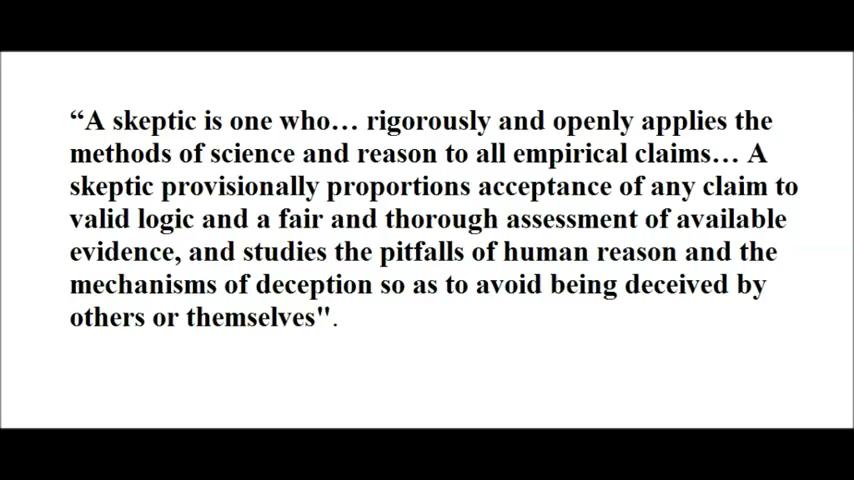 “A skeptic is one who… rigorously and openly applies the
methods of science and reason to all empirical claims… A
skeptic provisionally proportions acceptance of any claim to
valid logic and a fair and thorough assessment of available
evidence, and studies the pitfalls of human reason and the
mechanisms of deception so as to avoid being deceived by
others or themselves".